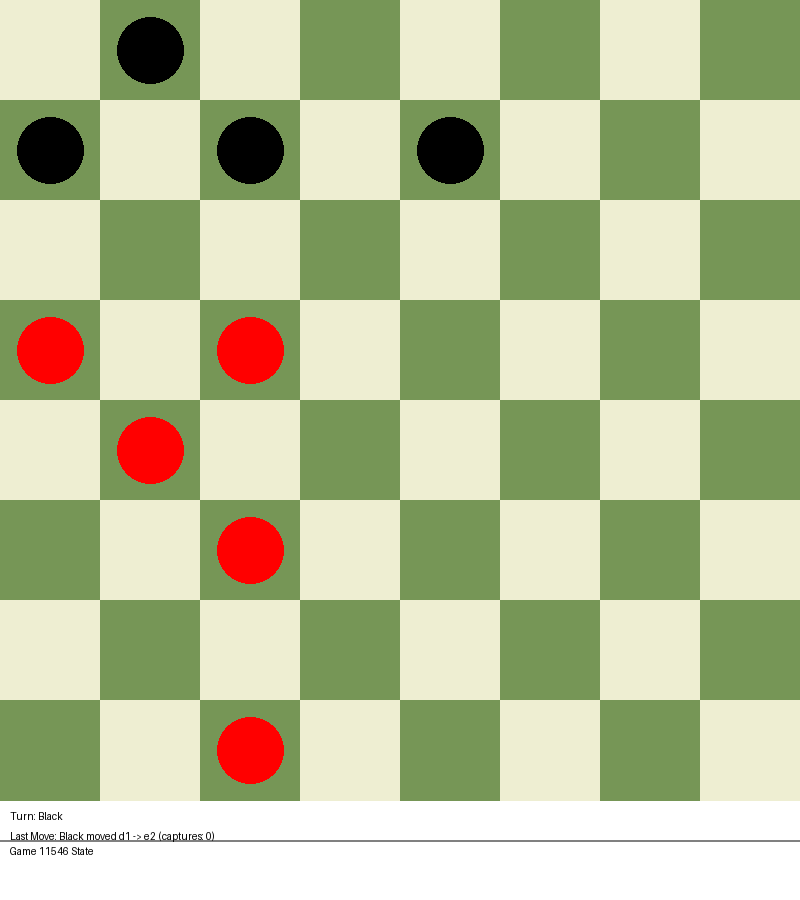 Turn: Black
Last Move: Black moved d1 -> e2 (captures: 0)
Game 11546 State